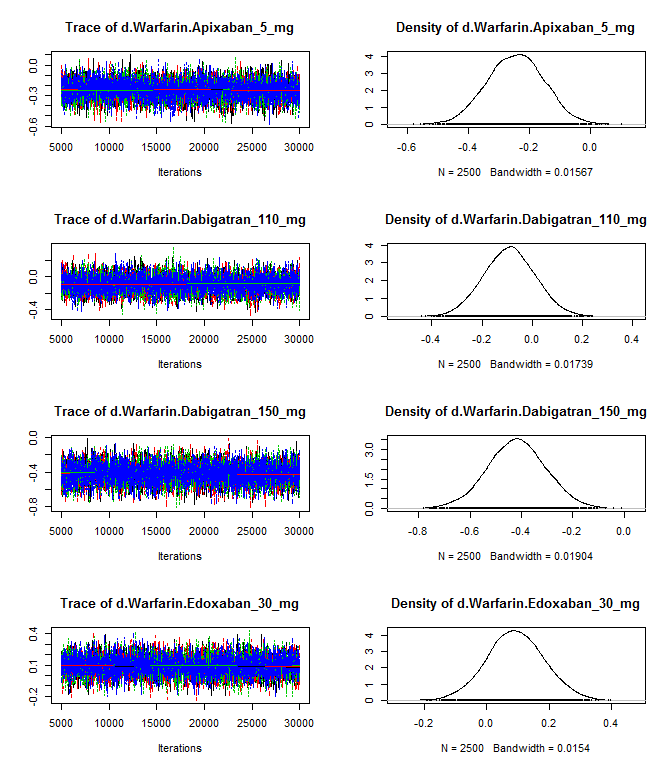 Trace of d.Warfarin.Apixaban_5_mg
-0.6 -0.3 0.0
5000 10000 15000 20000 25000 30000
Iterations
Density of d.Warfarin.Apixaban_5_mg
0 1 2 3 4
-0.6 -0.4 -0.2 0.0
N = 2500 Bandwidth = 0.01567
Trace of d.Warfarin.Dabigatran_110_mg
-0.4 0.0
5000 10000 15000 20000 25000 30000
Iterations
Density of d.Warfarin.Dabigatran_110_mg
0 1 2 3 4
-0.4 -0.2 0.0 0.2 0.4
N = 2500 Bandwidth = 0.01739
Trace of d.Warfarin.Dabigatran_150_mg
-0.8 -0.4 0.0
5000 10000 15000 20000 25000 30000
Iterations
Density of d.Warfarin.Dabigatran_150_mg
0.0 1.5 3.0
-0.8 -0.6 -0.4 -0.2 0.0
N = 2500 Bandwidth = 0.01904
Trace of d.Warfarin.Edoxaban_30_mg
-0.2 0.1 0.4
5000 10000 15000 20000 25000 30000
Iterations
Density of d.Warfarin.Edoxaban_30_mg
0 1 2 3 4
-0.2 0.0 0.2 0.4
N = 2500 Bandwidth = 0.0154